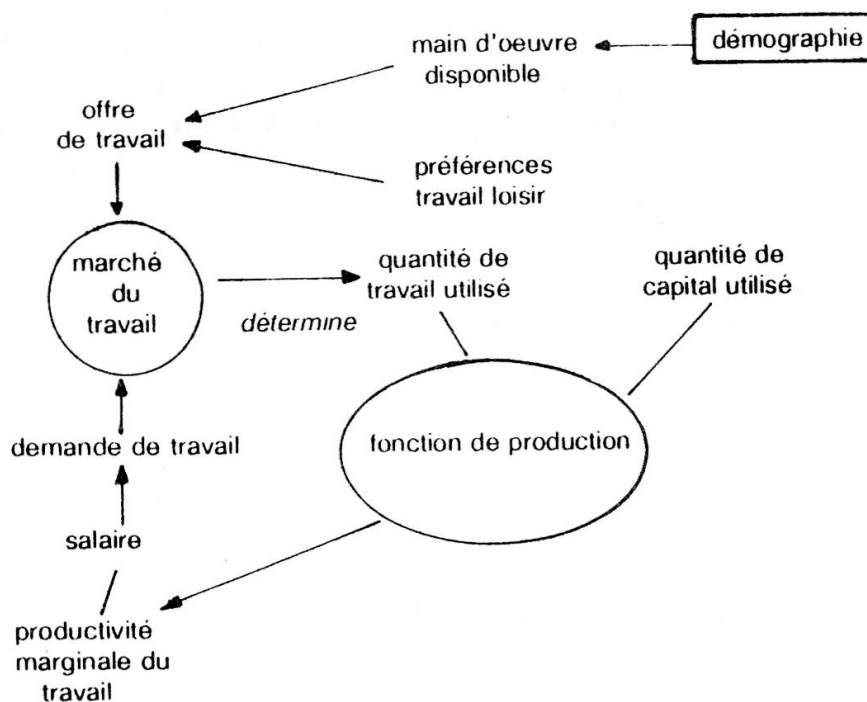 main d'oeuvre
disponible
démographie
offre
de travail
préférences
travail loisir
marché
du
travail
quantité de
travail utilisé
quantité de
capital utilisé
détermine
fonction de production
demande de travail
salaire
productivité
marginale du
travail